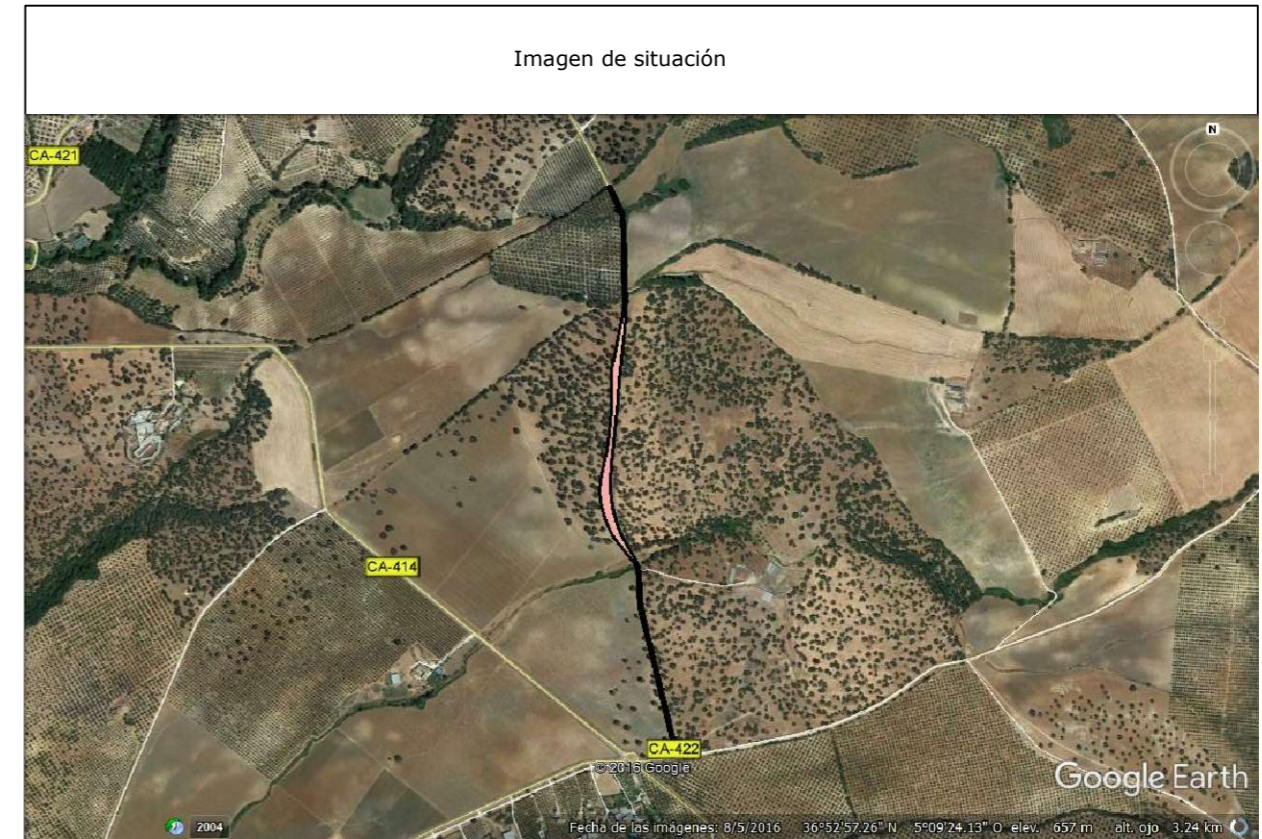 Imagen de situación
N
CA-421
CA-414
CA-422
© 2016 Google
Google Earth
2004
Fecha de las imágenes: 8/5/2016 36°52'57.26" N 5°09'24.13" O elev. 657 m alt. ojo 3.24 km